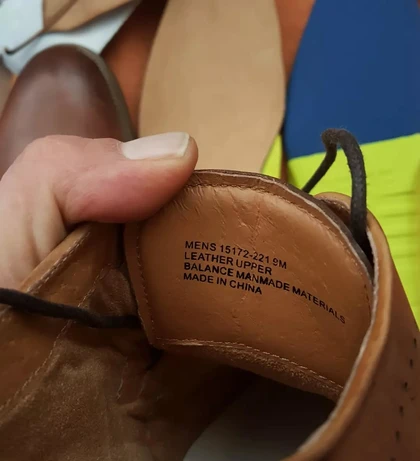 MENS 15172-221 9M
LEATHER UPPER
BALANCE MANMADE MATERIALS
MADE IN CHINA